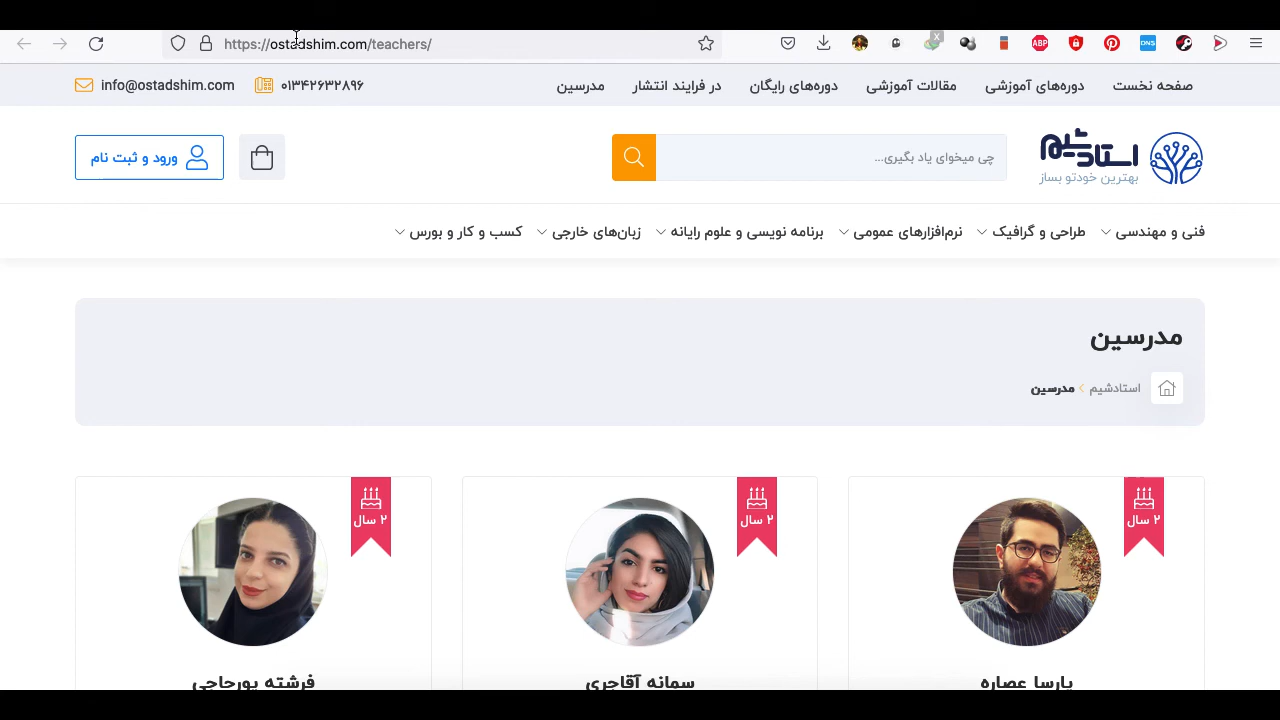 https://ostadshim.com/teachers/
صفحه نخست
دوره‌های آموزشی
مقالات آموزشی
دوره‌های رایگان
در فرایند انتشار
مدرسین
۰۱۳۴۲۶۳۲۸۹۶
info@ostadshim.com
استادشیم
بهترین خودتو بساز
چی میخوای یاد بگیری...
ورود و ثبت نام
فنی و مهندسی
طراحی و گرافیک
نرم‌افزارهای عمومی
برنامه نویسی و علوم رایانه
زبان‌های خارجی
کسب و کار و بورس
مدرسین
استادشیم
مدرسین
۲ سال
۲ سال
۲ سال
پارسا عصاره
سمانه آقاجری
فرشته پورحاجی
ABP
DNS
X